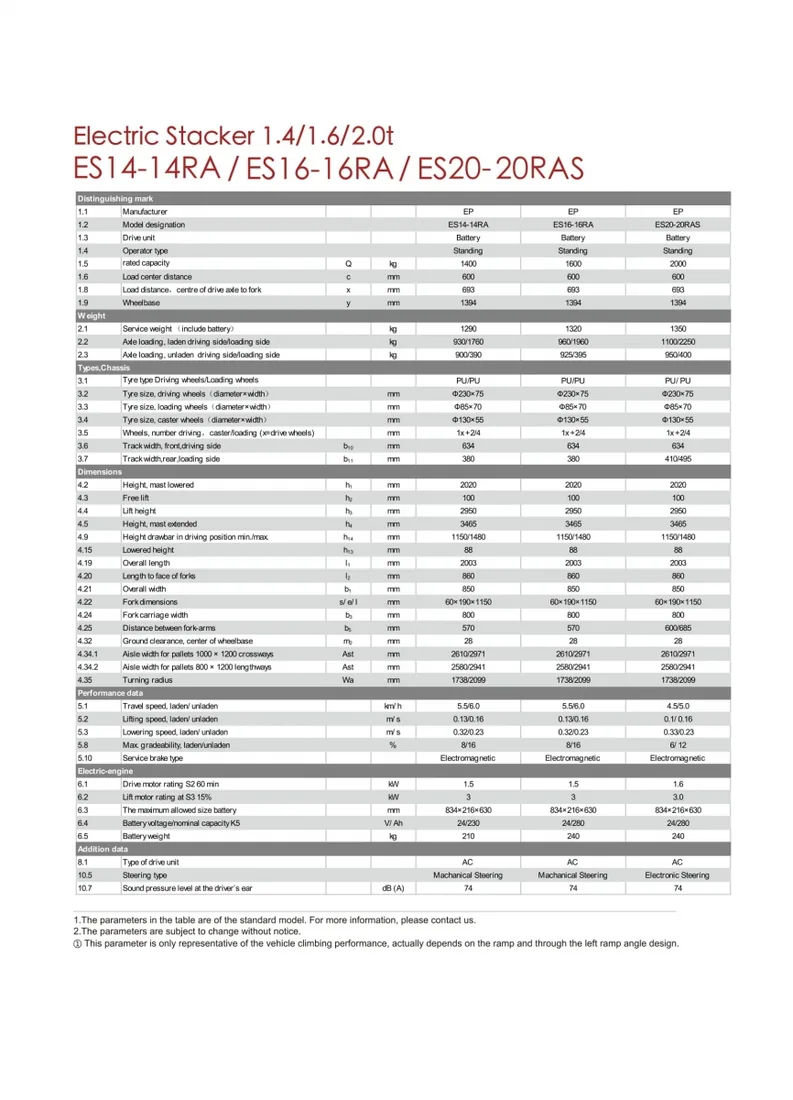 Electric Stacker 1.4/1.6/2.0t
ES14-14RA / ES16-16RA / ES20-20RAS
Distinguishing mark
1.1 Manufacturer EP EP EP
1.2 Model designation ES14-14RA ES16-16RA ES20-20RAS
1.3 Drive unit Battery Battery Battery
1.4 Operator type Standing Standing Standing
1.5 rated capacity Q kg 1400 1600 2000
1.6 Load center distance c mm 600 600 600
1.8 Load distance，centre of drive axle to fork x mm 693 693 693
1.9 Wheelbase y mm 1394 1394 1394
Weight
2.1 Service weight （include battery） kg 1290 1320 1350
2.2 Axle loading, laden driving side/loading side kg 930/1760 960/1960 1100/2250
2.3 Axle loading, unladen driving side/loading side kg 900/390 925/395 950/400
Types,Chassis
3.1 Tyre type Driving wheels/Loading wheels PU/PU PU/PU PU/ PU
3.2 Tyre size, driving wheels（diameter×width） mm Φ230×75 Φ230×75 Φ230×75
3.3 Tyre size, loading wheels（diameter×width） mm Φ85×70 Φ85×70 Φ85×70
3.4 Tyre size, caster wheels（diameter×width） mm Φ130×55 Φ130×55 Φ130×55
3.5 Wheels, number driving，caster/loading (x=drive wheels) mm 1x +2/4 1x +2/4 1x +2/4
3.6 Track width, front,driving side b₁₀ mm 634 634 634
3.7 Track width,rear,loading side b₁₁ mm 380 380 410/495
Dimensions
4.2 Height, mast lowered h₁ mm 2020 2020 2020
4.3 Free lift h₂ mm 100 100 100
4.4 Lift height h₃ mm 2950 2950 2950
4.5 Height, mast extended h₄ mm 3465 3465 3465
4.9 Height drawbar in driving position min./max. h₁₄ mm 1150/1480 1150/1480 1150/1480
4.15 Lowered height h₁₃ mm 88 88 88
4.19 Overall length l₁ mm 2003 2003 2003
4.20 Length to face of forks l₂ mm 860 860 860
4.21 Overall width b₁ mm 850 850 850
4.22 Fork dimensions s/ e/ l mm 60×190×1150 60×190×1150 60×190×1150
4.24 Fork carriage width b₃ mm 800 800 800
4.25 Distance between fork-arms b₅ mm 570 570 600/685
4.32 Ground clearance, center of wheelbase m₂ mm 28 28 28
4.34.1 Aisle width for pallets 1000 × 1200 crossways Ast mm 2610/2971 2610/2971 2610/2971
4.34.2 Aisle width for pallets 800 × 1200 lengthways Ast mm 2580/2941 2580/2941 2580/2941
4.35 Turning radius Wa mm 1738/2099 1738/2099 1738/2099
Performance data
5.1 Travel speed, laden/ unladen km/ h 5.5/6.0 5.5/6.0 4.5/5.0
5.2 Lifting speed, laden/ unladen m/ s 0.13/0.16 0.13/0.16 0.1/ 0.16
5.3 Lowering speed, laden/ unladen m/ s 0.32/0.23 0.32/0.23 0.33/0.23
5.8 Max. gradeability, laden/unladen % 8/16 8/16 6/ 12
5.10 Service brake type Electromagnetic Electromagnetic Electromagnetic
Electric-engine
6.1 Drive motor rating S2 60 min kW 1.5 1.5 1.6
6.2 Lift motor rating at S3 15% kW 3 3 3.0
6.3 The maximum allowed size battery mm 834×216×630 834×216×630 834×216×630
6.4 Battery voltage/nominal capacity K5 V/ Ah 24/230 24/280 24/280
6.5 Battery weight kg 210 240 240
Addition data
8.1 Type of drive unit AC AC AC
10.5 Steering type Machanical Steering Machanical Steering Electronic Steering
10.7 Sound pressure level at the driver´s ear dB (A) 74 74 74
1.The parameters in the table are of the standard model. For more information, please contact us.
2.The parameters are subject to change without notice.
① This parameter is only representative of the vehicle climbing performance, actually depends on the ramp and through the left ramp angle design.